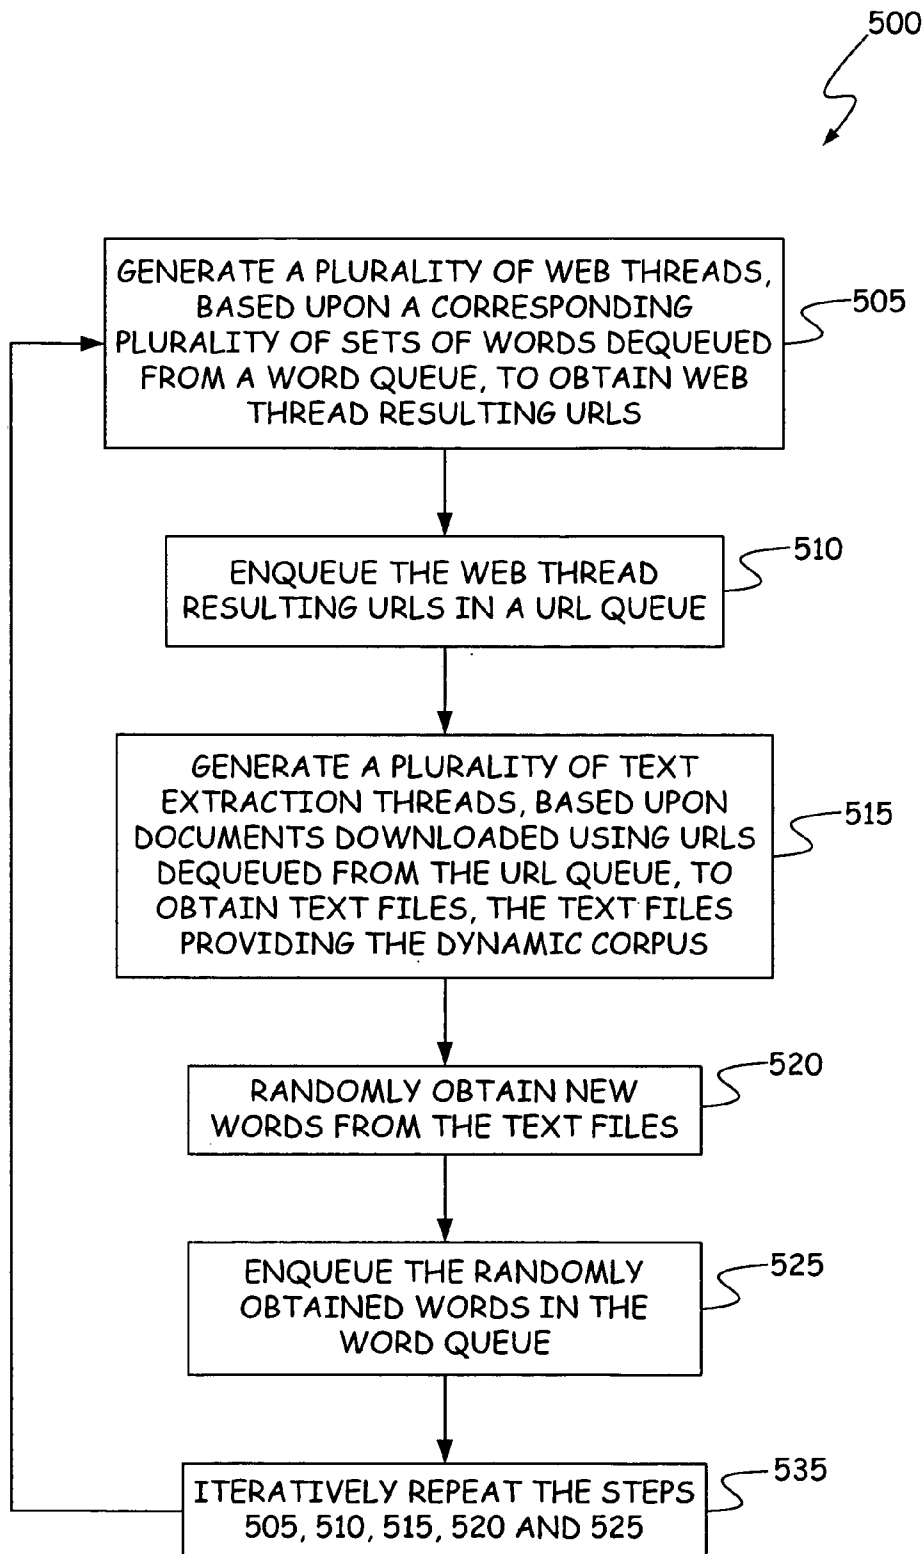 500
GENERATE A PLURALITY OF WEB THREADS,
BASED UPON A CORRESPONDING
PLURALITY OF SETS OF WORDS DEQUEUED
FROM A WORD QUEUE, TO OBTAIN WEB
THREAD RESULTING URLS
505
ENQUEUE THE WEB THREAD
RESULTING URLS IN A URL QUEUE
510
GENERATE A PLURALITY OF TEXT
EXTRACTION THREADS, BASED UPON
DOCUMENTS DOWNLOADED USING URLS
DEQUEUED FROM THE URL QUEUE, TO
OBTAIN TEXT FILES, THE TEXT FILES
PROVIDING THE DYNAMIC CORPUS
515
RANDOMLY OBTAIN NEW
WORDS FROM THE TEXT FILES
520
ENQUEUE THE RANDOMLY
OBTAINED WORDS IN THE
WORD QUEUE
525
ITERATIVELY REPEAT THE STEPS
505, 510, 515, 520 AND 525
535